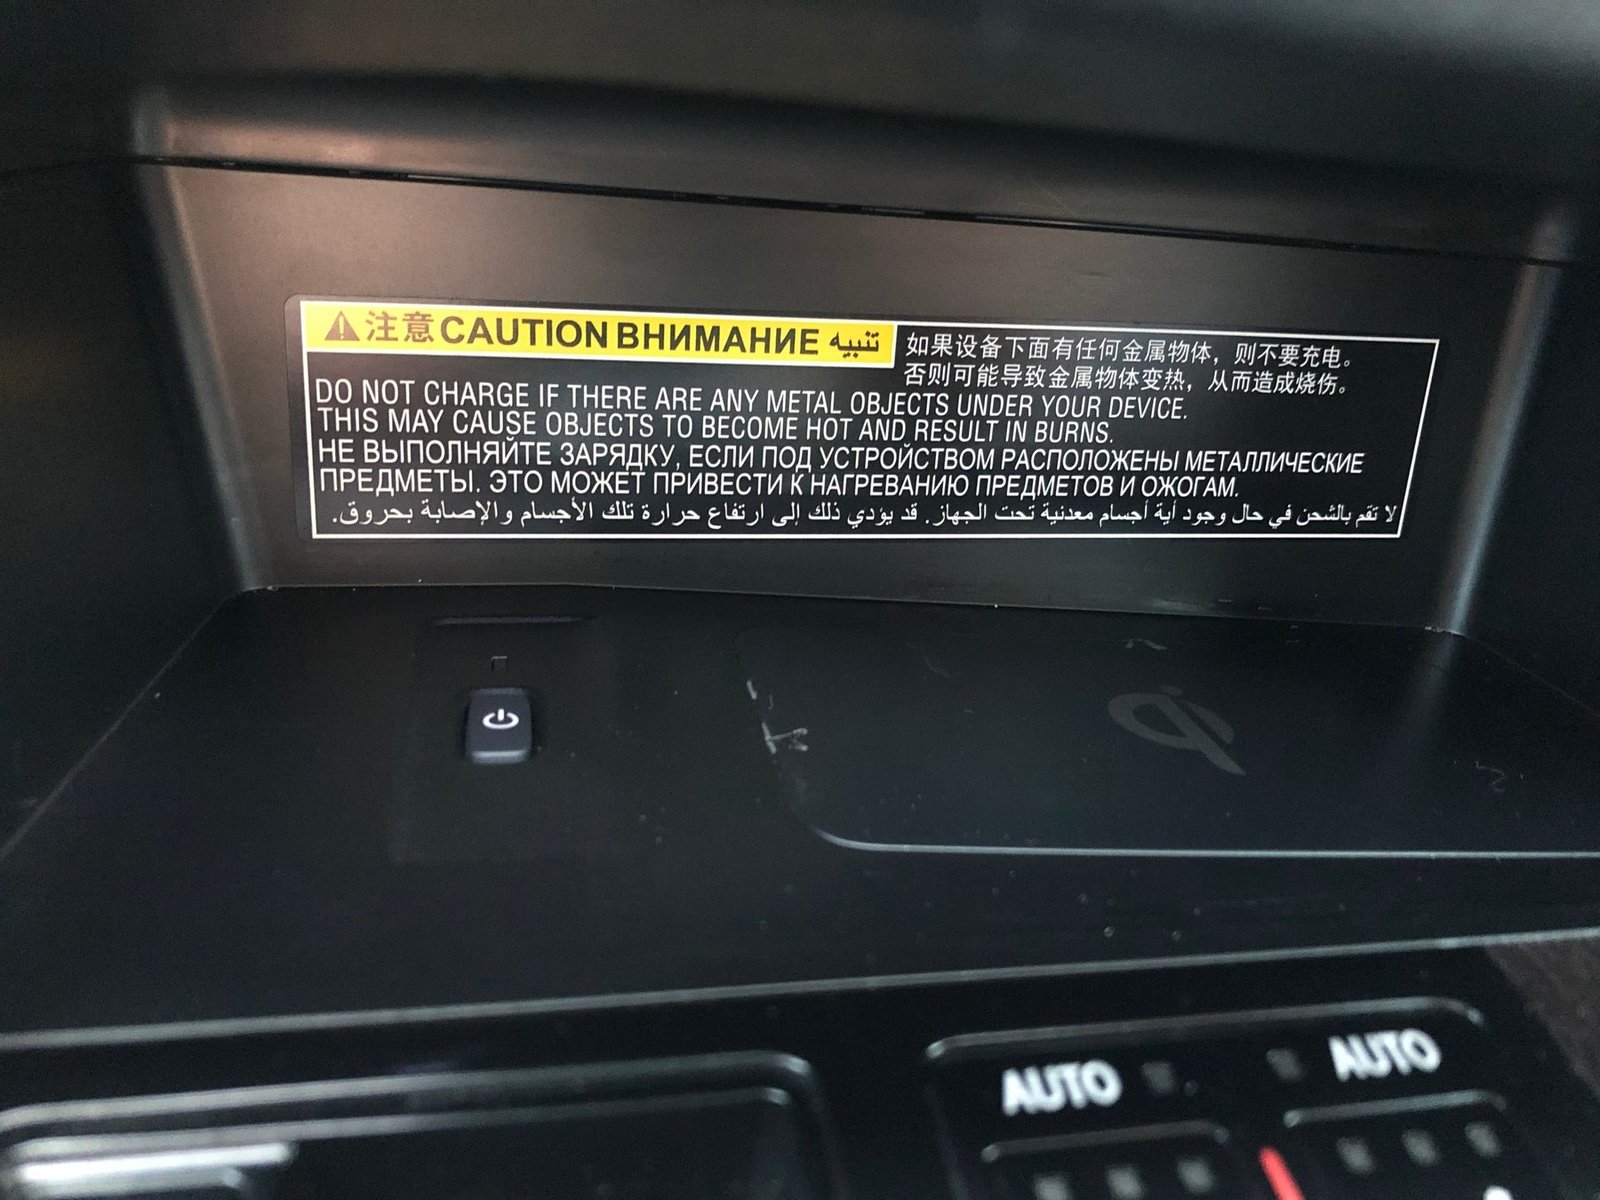 注意 CAUTION ВНИМАНИЕ تنبيه
如果设备下面有任何金属物体，则不要充电。
否则可能导致金属物体变热，从而造成烧伤。
DO NOT CHARGE IF THERE ARE ANY METAL OBJECTS UNDER YOUR DEVICE.
THIS MAY CAUSE OBJECTS TO BECOME HOT AND RESULT IN BURNS.
НЕ ВЫПОЛНЯЙТЕ ЗАРЯДКУ, ЕСЛИ ПОД УСТРОЙСТВОМ РАСПОЛОЖЕНЫ МЕТАЛЛИЧЕСКИЕ
ПРЕДМЕТЫ. ЭТО МОЖЕТ ПРИВЕСТИ К НАГРЕВАНИЮ ПРЕДМЕТОВ И ОЖОГАМ.
لا تقم بالشحن في حال وجود أية أجسام معدنية تحت الجهاز. قد يؤدي ذلك إلى ارتفاع حرارة تلك الأجسام والإصابة بحروق.
AUTO
AUTO